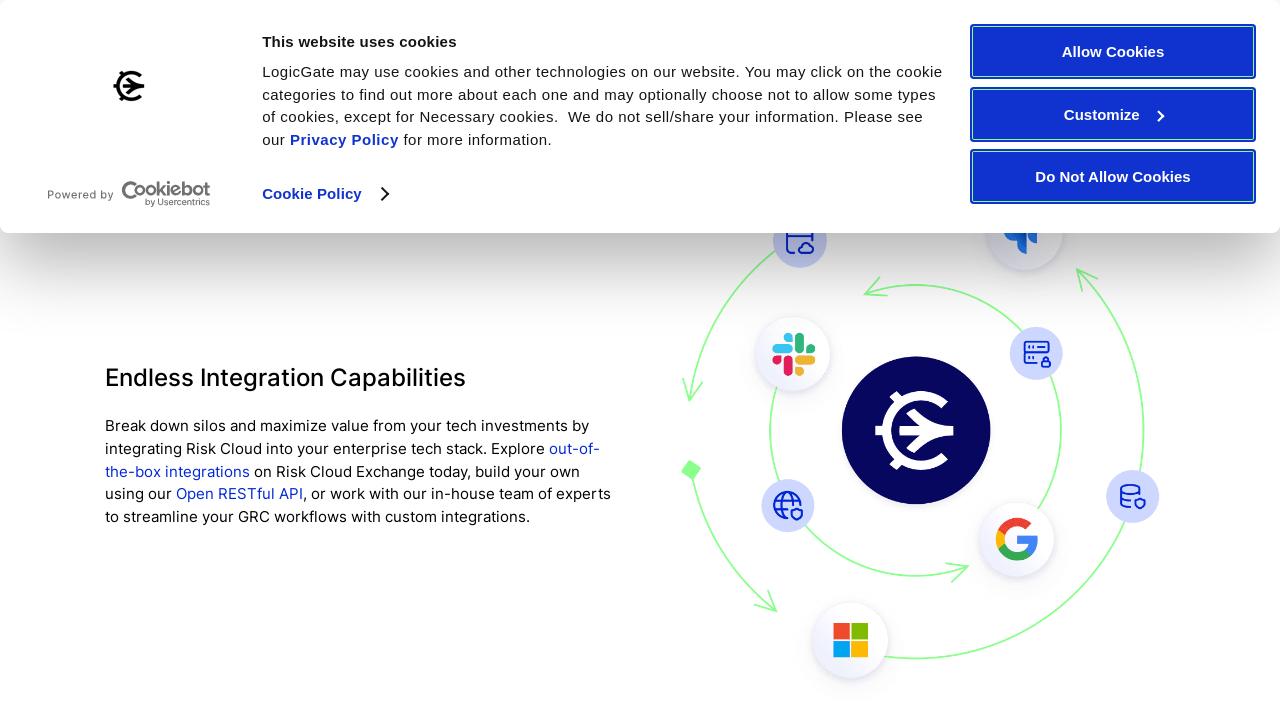 This website uses cookies
LogicGate may use cookies and other technologies on our website. You may click on the cookie
categories to find out more about each one and may optionally choose not to allow some types
of cookies, except for Necessary cookies.  We do not sell/share your information. Please see
our Privacy Policy for more information.
Cookie Policy
Allow Cookies
Customize
Do Not Allow Cookies
Powered by Cookiebot
by Usercentrics
Endless Integration Capabilities
Break down silos and maximize value from your tech investments by
integrating Risk Cloud into your enterprise tech stack. Explore out-of-
the-box integrations on Risk Cloud Exchange today, build your own
using our Open RESTful API, or work with our in-house team of experts
to streamline your GRC workflows with custom integrations.